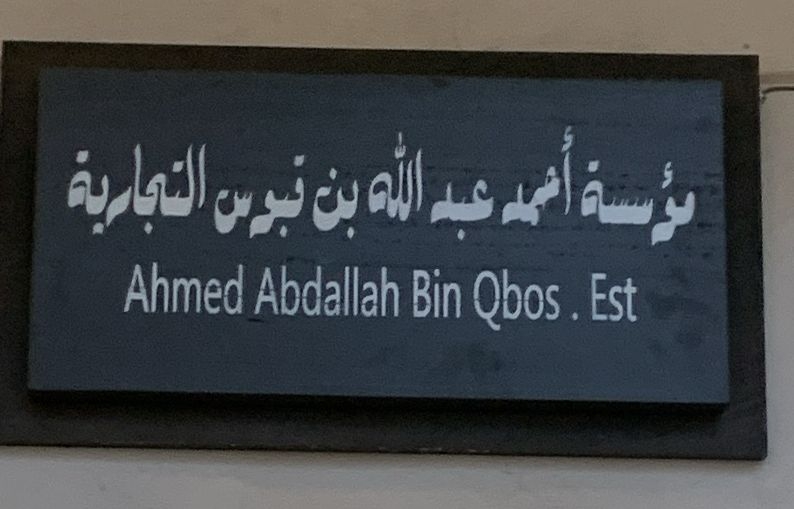 مؤسسة أحمد عبد الله بن قبوس التجارية
Ahmed Abdallah Bin Qbos . Est